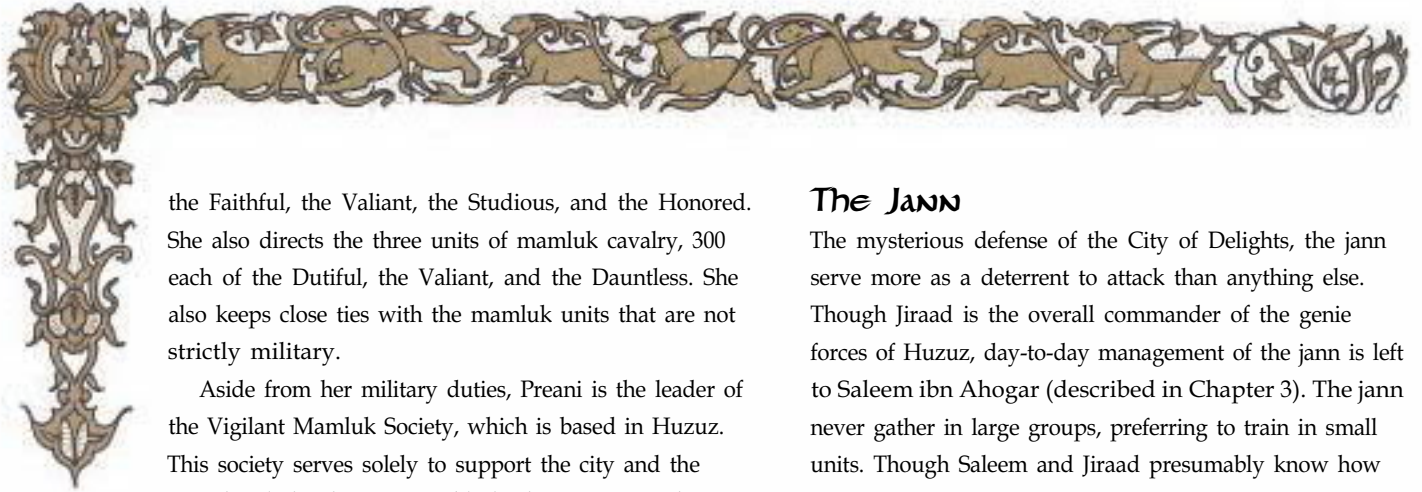 the Faithful, the Valiant, the Studious, and the Honored.
She also directs the three units of mamluk cavalry, 300
each of the Dutiful, the Valiant, and the Dauntless. She
also keeps close ties with the mamluk units that are not
strictly military.
Aside from her military duties, Preani is the leader of
the Vigilant Mamluk Society, which is based in Huzuz.
This society serves solely to support the city and the
The Jann
The mysterious defense of the City of Delights, the jann
serve more as a deterrent to attack than anything else.
Though Jiraad is the overall commander of the genie
forces of Huzuz, day-to-day management of the jann is left
to Saleem ibn Ahogar (described in Chapter 3). The jann
never gather in large groups, preferring to train in small
units. Though Saleem and Jiraad presumably know how